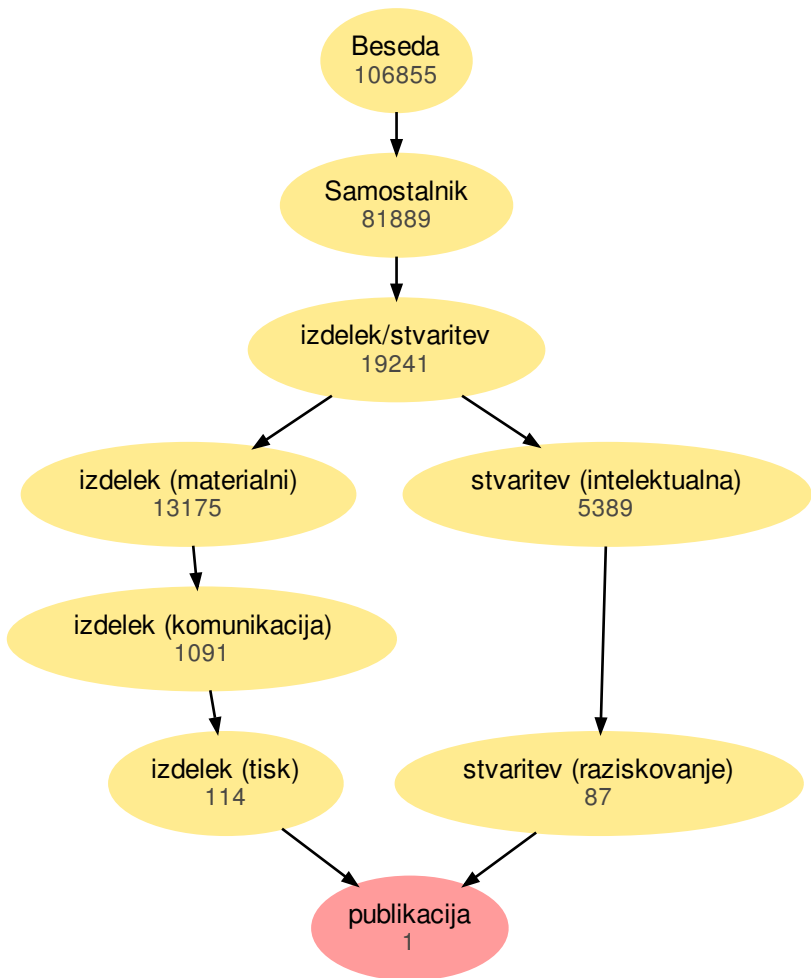 Beseda
106855
Samostalnik
81889
izdelek/stvaritev
19241
izdelek (materialni)
13175
stvaritev (intelektualna)
5389
izdelek (komunikacija)
1091
izdelek (tisk)
114
stvaritev (raziskovanje)
87
publikacija
1